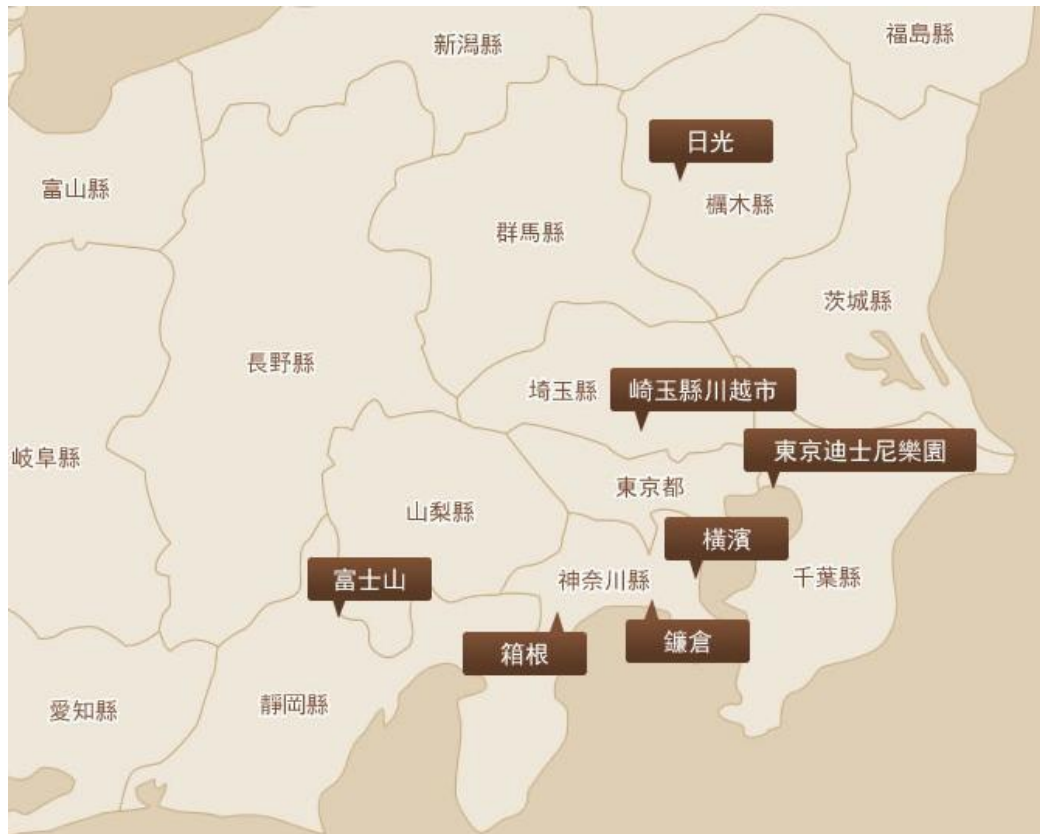 新潟縣
福島縣
日光
富山縣
櫔木縣
群馬縣
茨城縣
長野縣
埼玉縣
崎玉縣川越市
岐阜縣
東京迪士尼樂園
東京都
山梨縣
橫濱
富士山
神奈川縣
千葉縣
鐮倉
箱根
愛知縣
靜岡縣